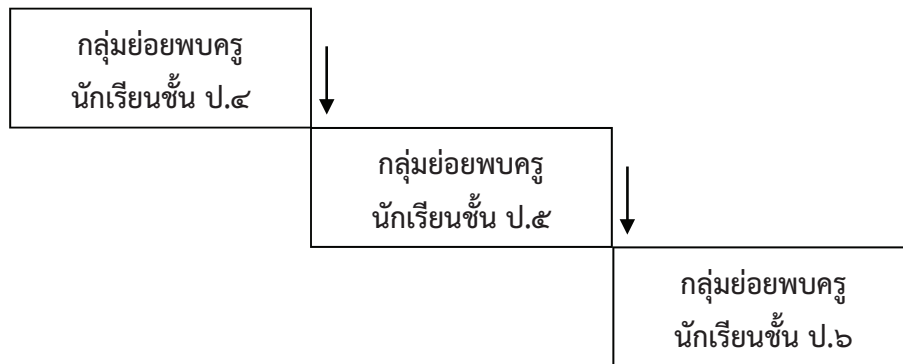 กลุ่มย่อยพบครู
นักเรียนชั้น ป.๔
กลุ่มย่อยพบครู
นักเรียนชั้น ป.๕
กลุ่มย่อยพบครู
นักเรียนชั้น ป.๖